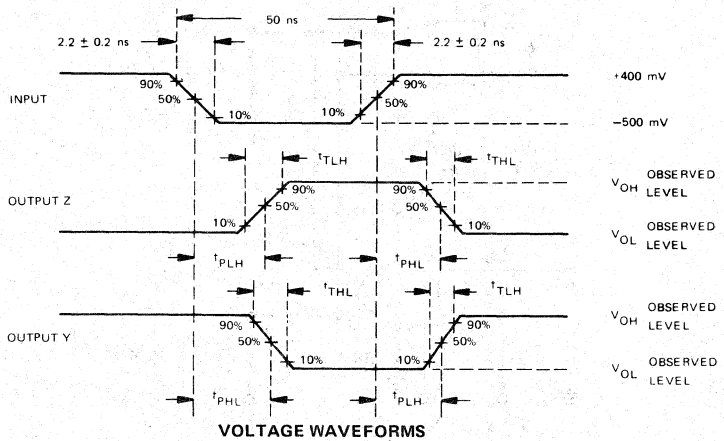 50 ns
2.2 ± 0.2 ns
2.2 ± 0.2 ns
INPUT
90%
50%
10%
10%
50%
90%
+400 mV
−500 mV
tTLH
tTHL
OUTPUT Z
10%
50%
90%
90%
50%
10%
VOH OBSERVED LEVEL
VOL OBSERVED LEVEL
tPLH
tPHL
tTHL
tTLH
OUTPUT Y
90%
50%
10%
10%
50%
90%
VOH OBSERVED LEVEL
VOL OBSERVED LEVEL
tPHL
tPLH
VOLTAGE WAVEFORMS